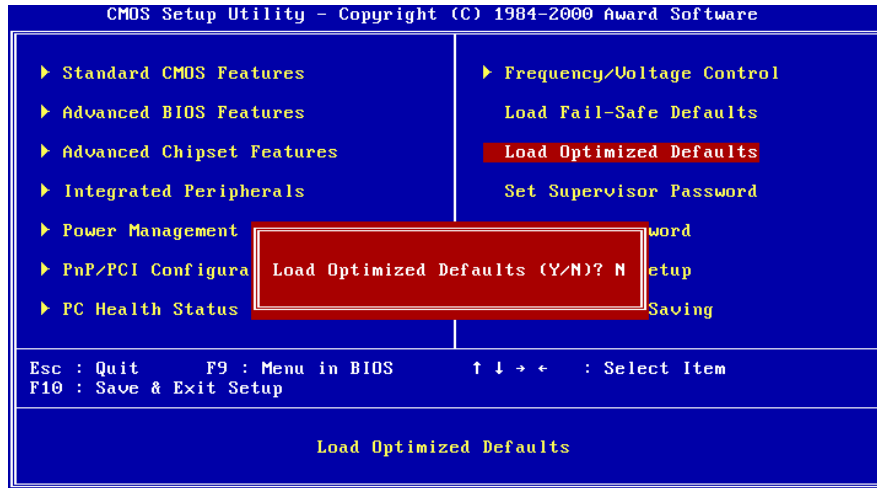 CMOS Setup Utility – Copyright (C) 1984–2000 Award Software
Standard CMOS Features
Advanced BIOS Features
Advanced Chipset Features
Integrated Peripherals
Power Management
PnP/PCI Configura
PC Health Status
Frequency/Voltage Control
Load Fail-Safe Defaults
Load Optimized Defaults
Set Supervisor Password
word
etup
Saving
Load Optimized Defaults (Y/N)? N
Esc : Quit F9 : Menu in BIOS ↑ ↓ → ← : Select Item
F10 : Save & Exit Setup
Load Optimized Defaults